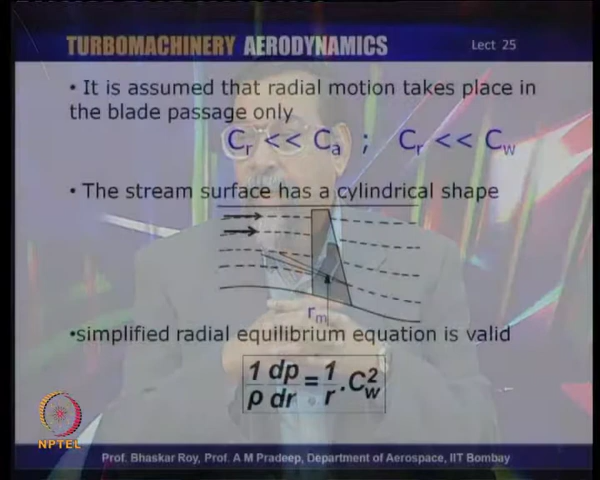 TURBOMACHINERY AERODYNAMICS
Lect 25
• It is assumed that radial motion takes place in
the blade passage only
Cr << Ca ; Cr << Cw
• The stream surface has a cylindrical shape
rm
•simplified radial equilibrium equation is valid
1/ρ dp/dr = 1/r . Cw²
NPTEL
Prof. Bhaskar Roy, Prof. A M Pradeep, Department of Aerospace, IIT Bombay